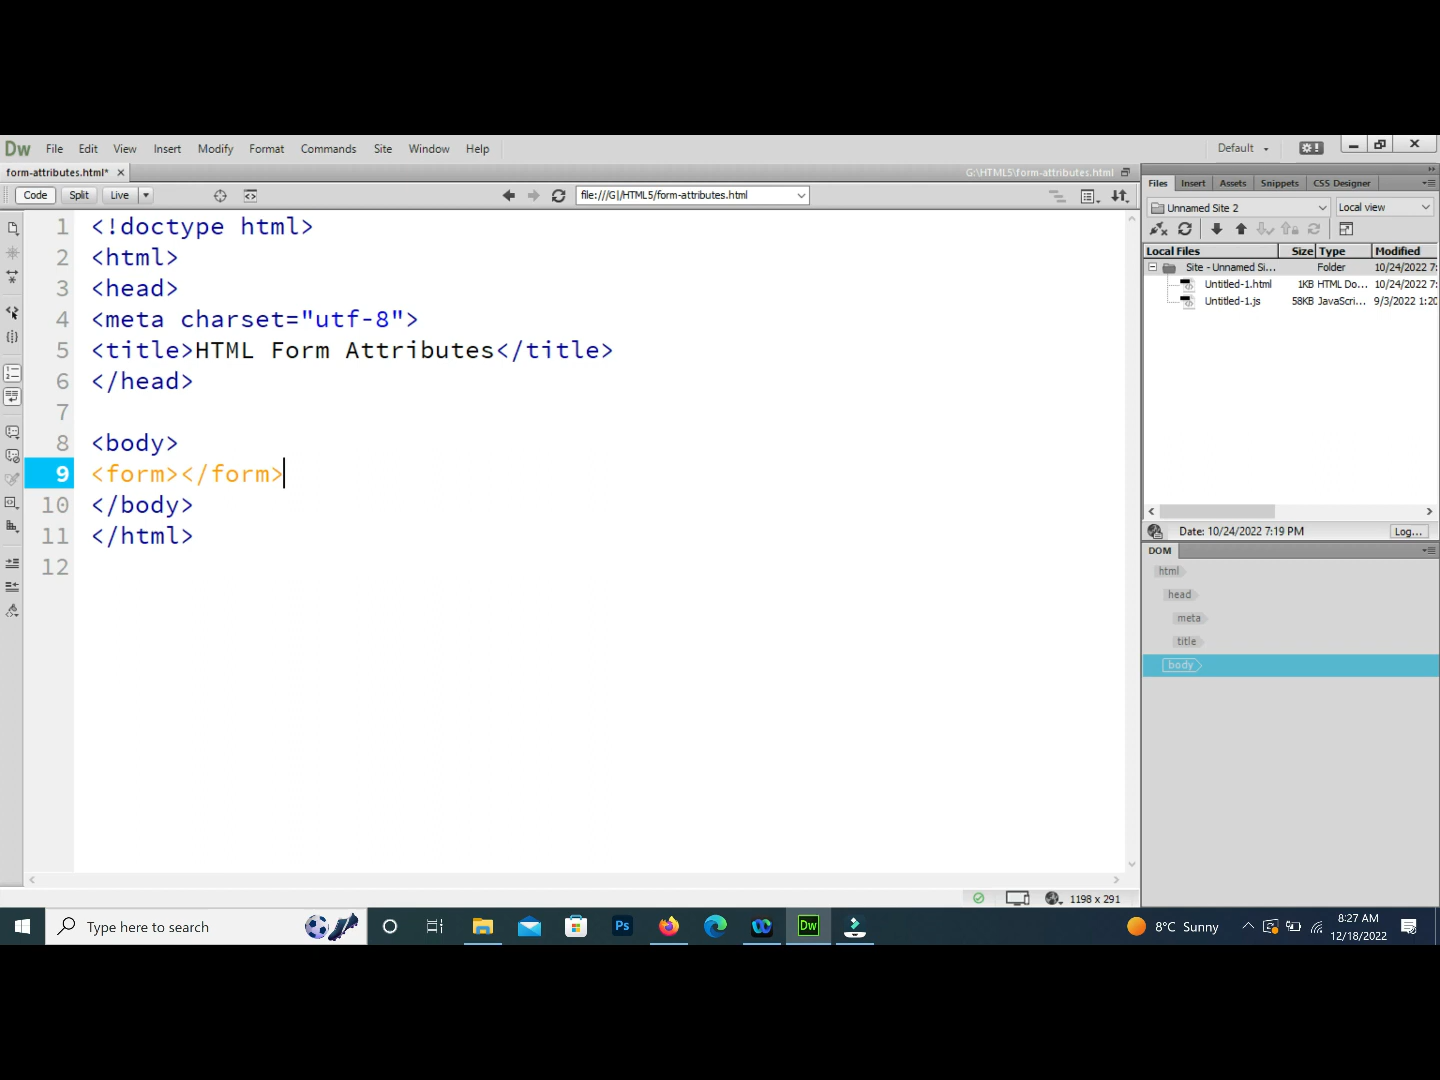 Dw File Edit View Insert Modify Format Commands Site Window Help Default
form-attributes.html* G:\HTML5\form-attributes.html
Code Split Live file:///G|/HTML5/form-attributes.html
1 <!doctype html>
2 <html>
3 <head>
4 <meta charset="utf-8">
5 <title>HTML Form Attributes</title>
6 </head>
7
8 <body>
9 <form></form>
10 </body>
11 </html>
12
1198 x 291
Files Insert Assets Snippets CSS Designer
Unnamed Site 2 Local view
Local Files Size Type Modified
Site - Unnamed Si... Folder 10/24/2022 7:
Untitled-1.html 1KB HTML Do... 10/24/2022 7:
Untitled-1.js 58KB JavaScri... 9/3/2022 1:20
Date: 10/24/2022 7:19 PM Log...
DOM
html
head
meta
title
body
Type here to search Ps Dw 8°C Sunny 8:27 AM
12/18/2022